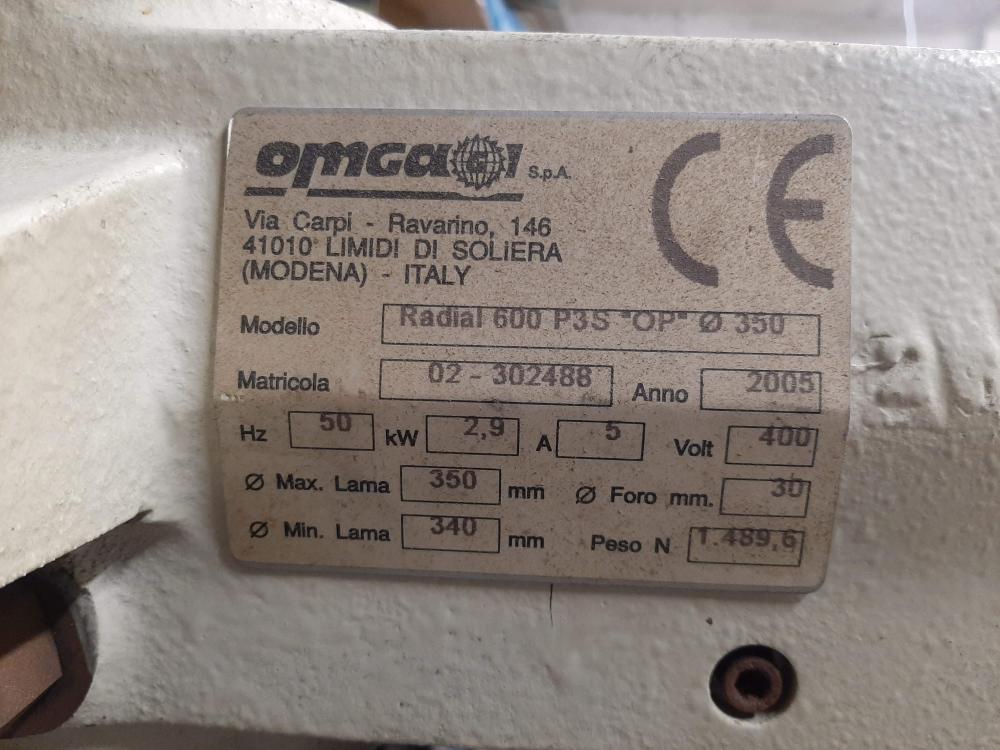 omga S.p.A.
CE
Via Carpi - Ravarino, 146
41010 LIMIDI DI SOLIERA
(MODENA) - ITALY
Modello Radial 600 P3S "OP" Ø 350
Matricola 02 - 302488 Anno 2005
Hz 50 kW 2,9 A 5 Volt 400
Ø Max. Lama 350 mm Ø Foro mm. 30
Ø Min. Lama 340 mm Peso N 1.489,6